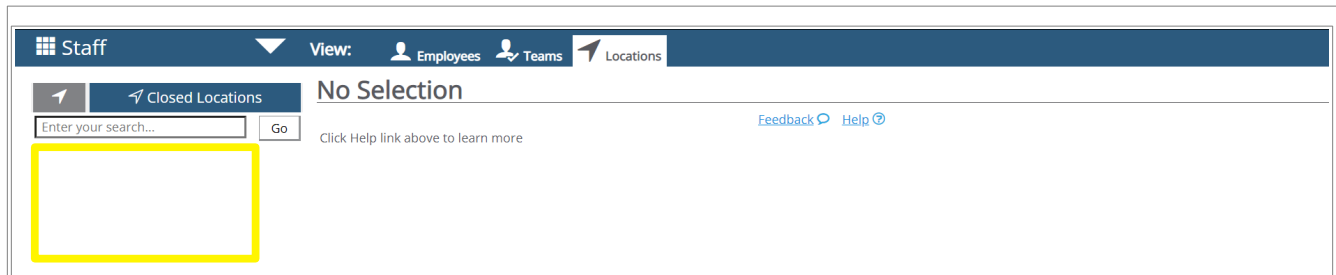 Staff View: Employees Teams Locations
Closed Locations
No Selection
Enter your search... Go
Feedback Help
Click Help link above to learn more